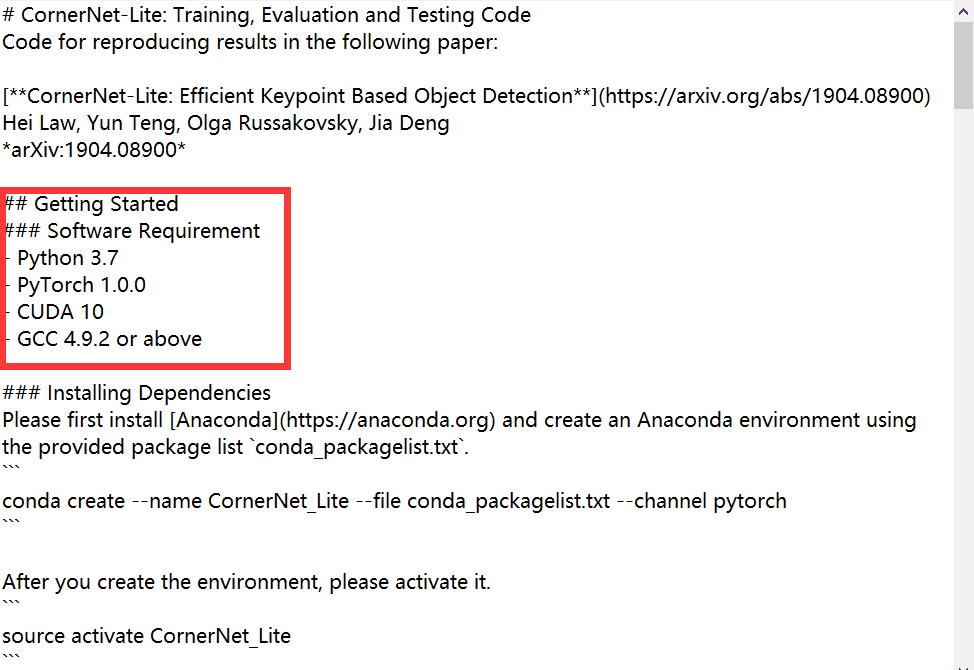 # CornerNet-Lite: Training, Evaluation and Testing Code
Code for reproducing results in the following paper:
[**CornerNet-Lite: Efficient Keypoint Based Object Detection**](https://arxiv.org/abs/1904.08900)
Hei Law, Yun Teng, Olga Russakovsky, Jia Deng
*arXiv:1904.08900*
## Getting Started
### Software Requirement
- Python 3.7
- PyTorch 1.0.0
- CUDA 10
- GCC 4.9.2 or above
### Installing Dependencies
Please first install [Anaconda](https://anaconda.org) and create an Anaconda environment using
the provided package list `conda_packagelist.txt`.
```
conda create --name CornerNet_Lite --file conda_packagelist.txt --channel pytorch
```
After you create the environment, please activate it.
```
source activate CornerNet_Lite
```